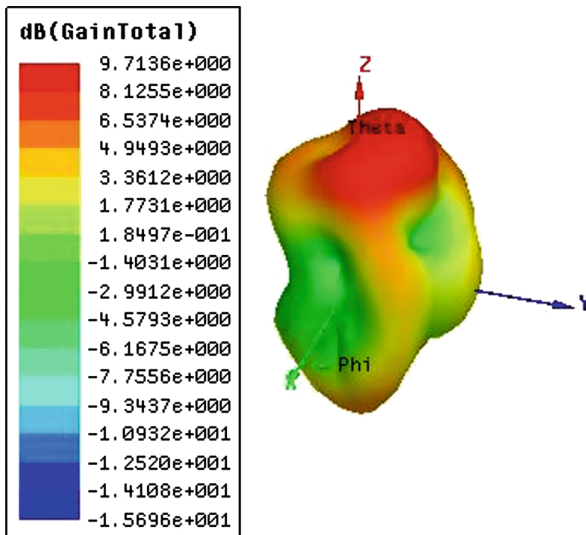 dB(GainTotal)
9.7136e+000
8.1255e+000
6.5374e+000
4.9493e+000
3.3612e+000
1.7731e+000
1.8497e-001
-1.4031e+000
-2.9912e+000
-4.5793e+000
-6.1675e+000
-7.7556e+000
-9.3437e+000
-1.0932e+001
-1.2520e+001
-1.4108e+001
-1.5696e+001
Z
Theta
Y
Phi
X